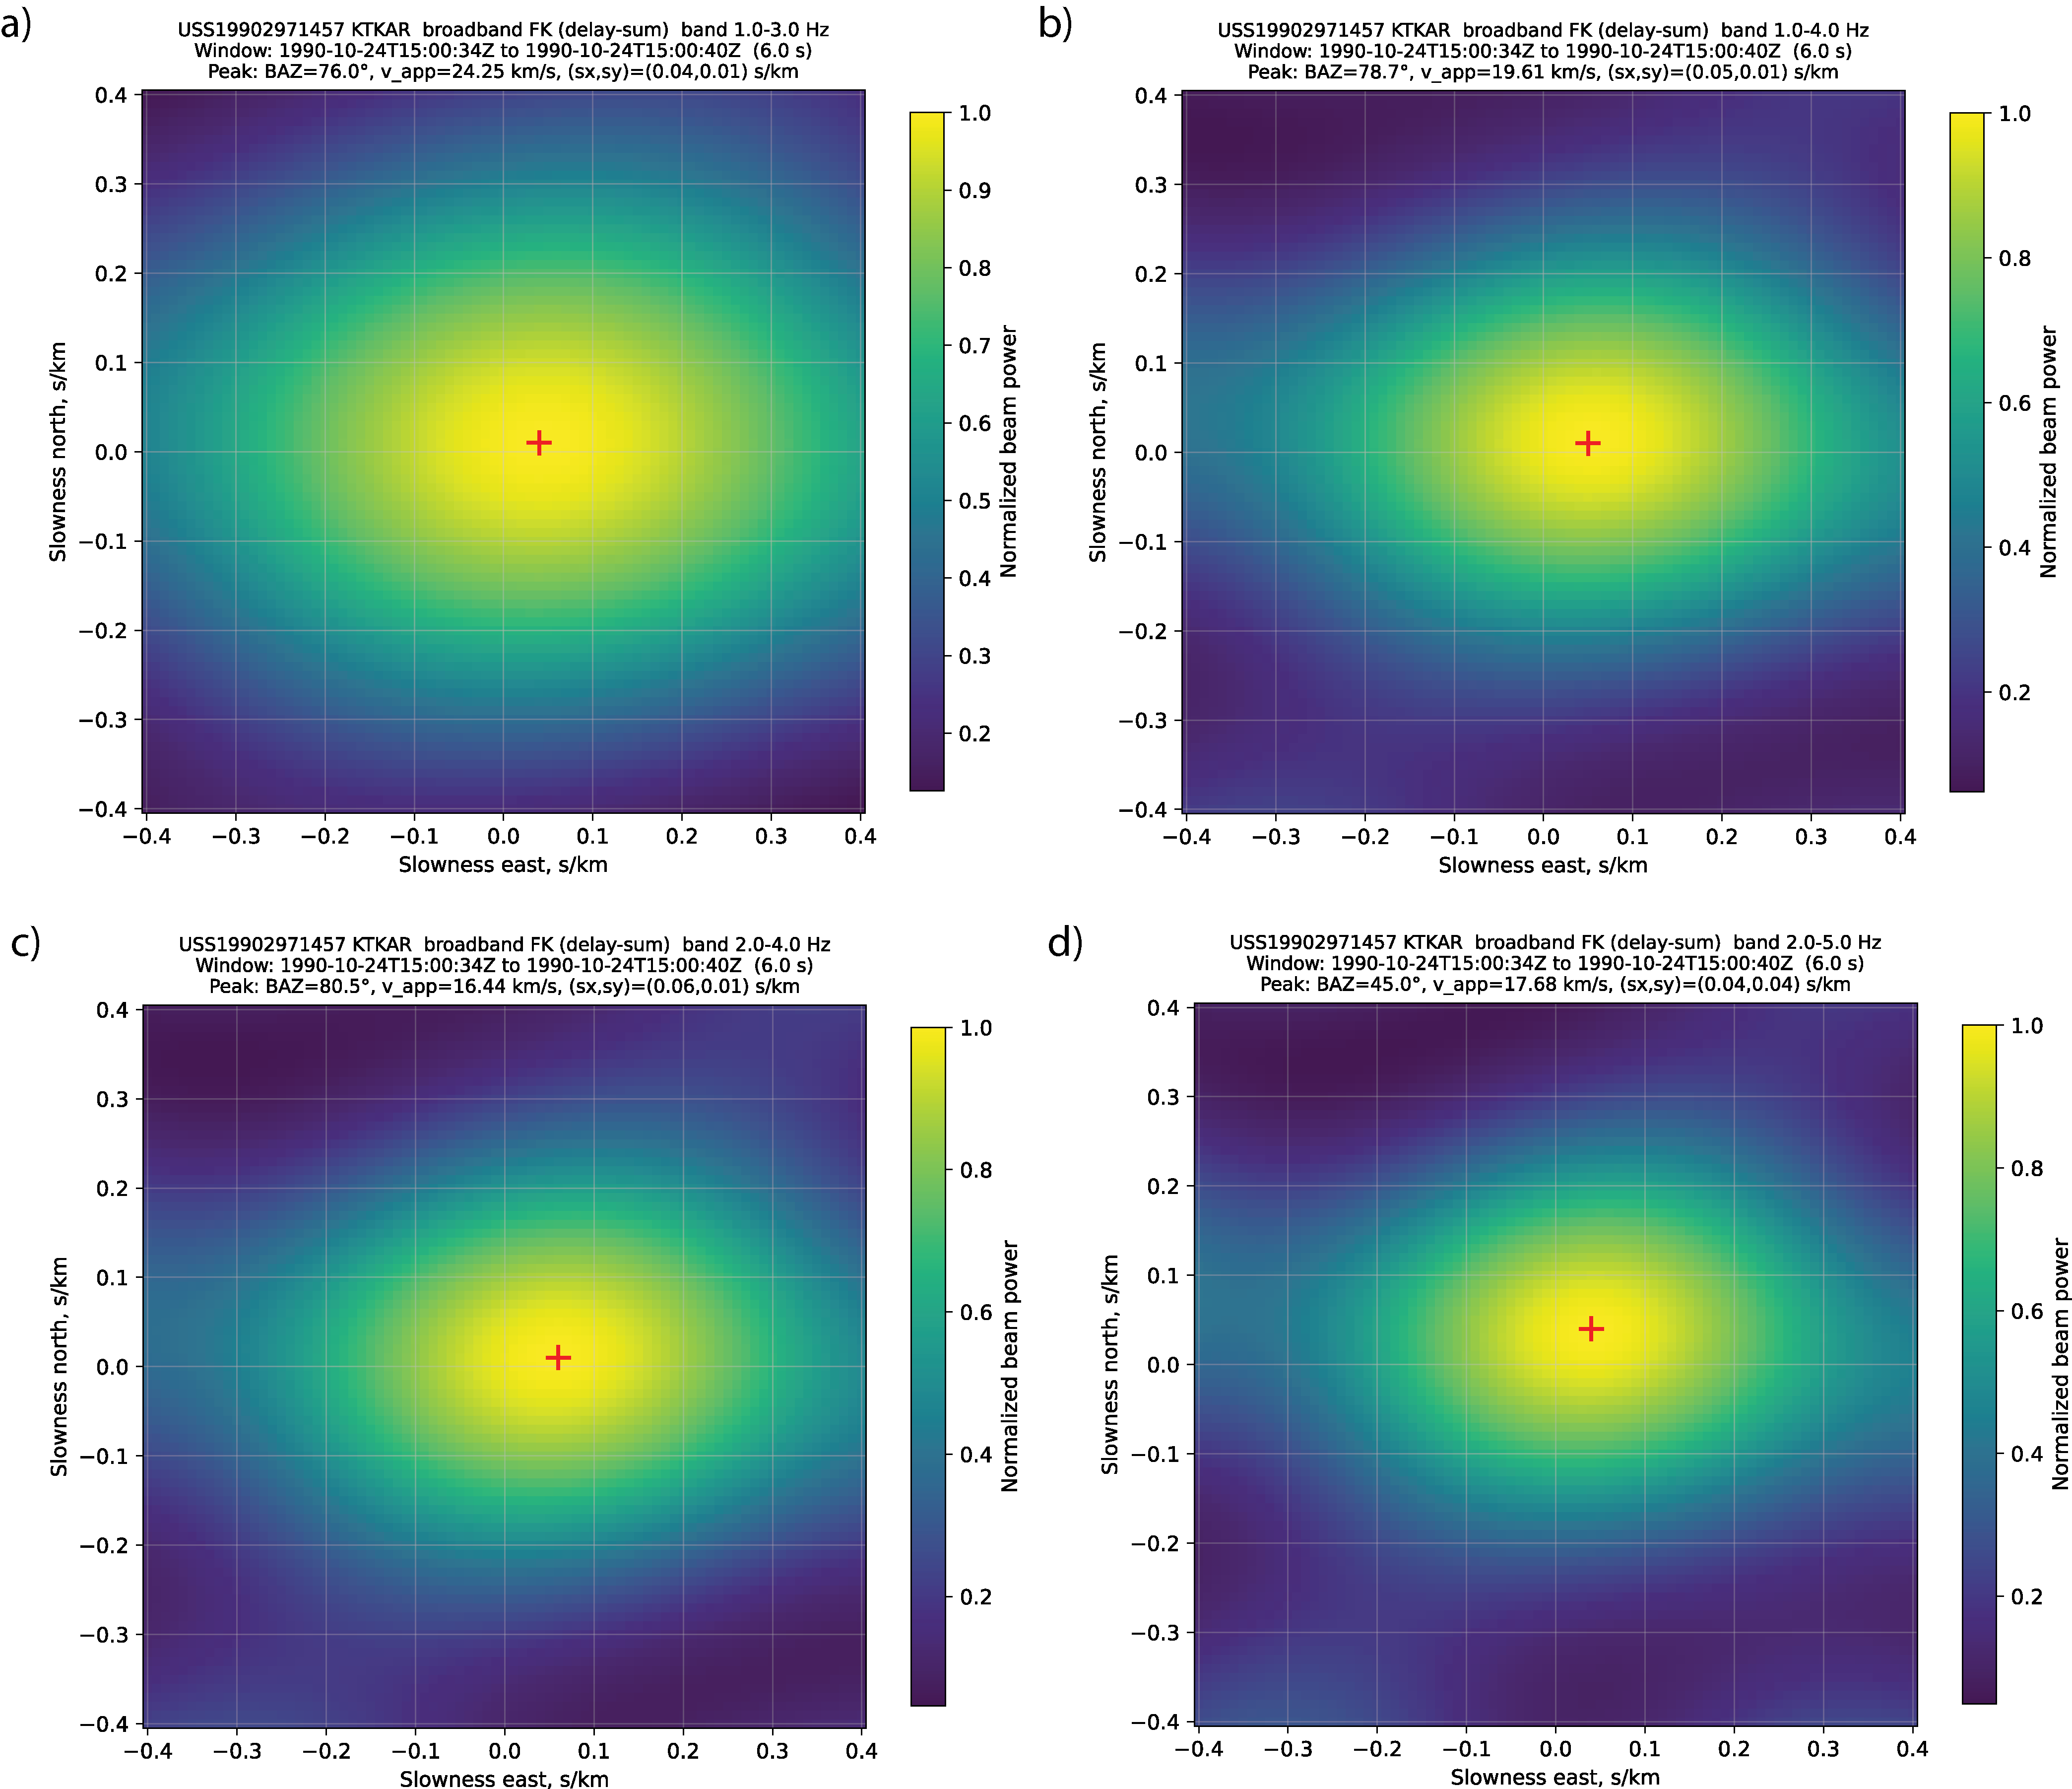 a)
USS19902971457 KTKAR broadband FK (delay-sum) band 1.0-3.0 Hz
Window: 1990-10-24T15:00:34Z to 1990-10-24T15:00:40Z (6.0 s)
Peak: BAZ=76.0°, v_app=24.25 km/s, (sx,sy)=(0.04,0.01) s/km
0.4
0.3
0.2
0.1
0.0
−0.1
−0.2
−0.3
−0.4
Slowness north, s/km
−0.4 −0.3 −0.2 −0.1 0.0 0.1 0.2 0.3 0.4
Slowness east, s/km
1.0
0.9
0.8
0.7
0.6
0.5
0.4
0.3
0.2
Normalized beam power
b)
USS19902971457 KTKAR broadband FK (delay-sum) band 1.0-4.0 Hz
Window: 1990-10-24T15:00:34Z to 1990-10-24T15:00:40Z (6.0 s)
Peak: BAZ=78.7°, v_app=19.61 km/s, (sx,sy)=(0.05,0.01) s/km
0.4
0.3
0.2
0.1
0.0
−0.1
−0.2
−0.3
−0.4
Slowness north, s/km
−0.4 −0.3 −0.2 −0.1 0.0 0.1 0.2 0.3 0.4
Slowness east, s/km
1.0
0.8
0.6
0.4
0.2
Normalized beam power
c)
USS19902971457 KTKAR broadband FK (delay-sum) band 2.0-4.0 Hz
Window: 1990-10-24T15:00:34Z to 1990-10-24T15:00:40Z (6.0 s)
Peak: BAZ=80.5°, v_app=16.44 km/s, (sx,sy)=(0.06,0.01) s/km
0.4
0.3
0.2
0.1
0.0
−0.1
−0.2
−0.3
−0.4
Slowness north, s/km
−0.4 −0.3 −0.2 −0.1 0.0 0.1 0.2 0.3 0.4
Slowness east, s/km
1.0
0.8
0.6
0.4
0.2
Normalized beam power
d)
USS19902971457 KTKAR broadband FK (delay-sum) band 2.0-5.0 Hz
Window: 1990-10-24T15:00:34Z to 1990-10-24T15:00:40Z (6.0 s)
Peak: BAZ=45.0°, v_app=17.68 km/s, (sx,sy)=(0.04,0.04) s/km
0.4
0.3
0.2
0.1
0.0
−0.1
−0.2
−0.3
−0.4
Slowness north, s/km
−0.4 −0.3 −0.2 −0.1 0.0 0.1 0.2 0.3 0.4
Slowness east, s/km
1.0
0.8
0.6
0.4
0.2
Normalized beam power